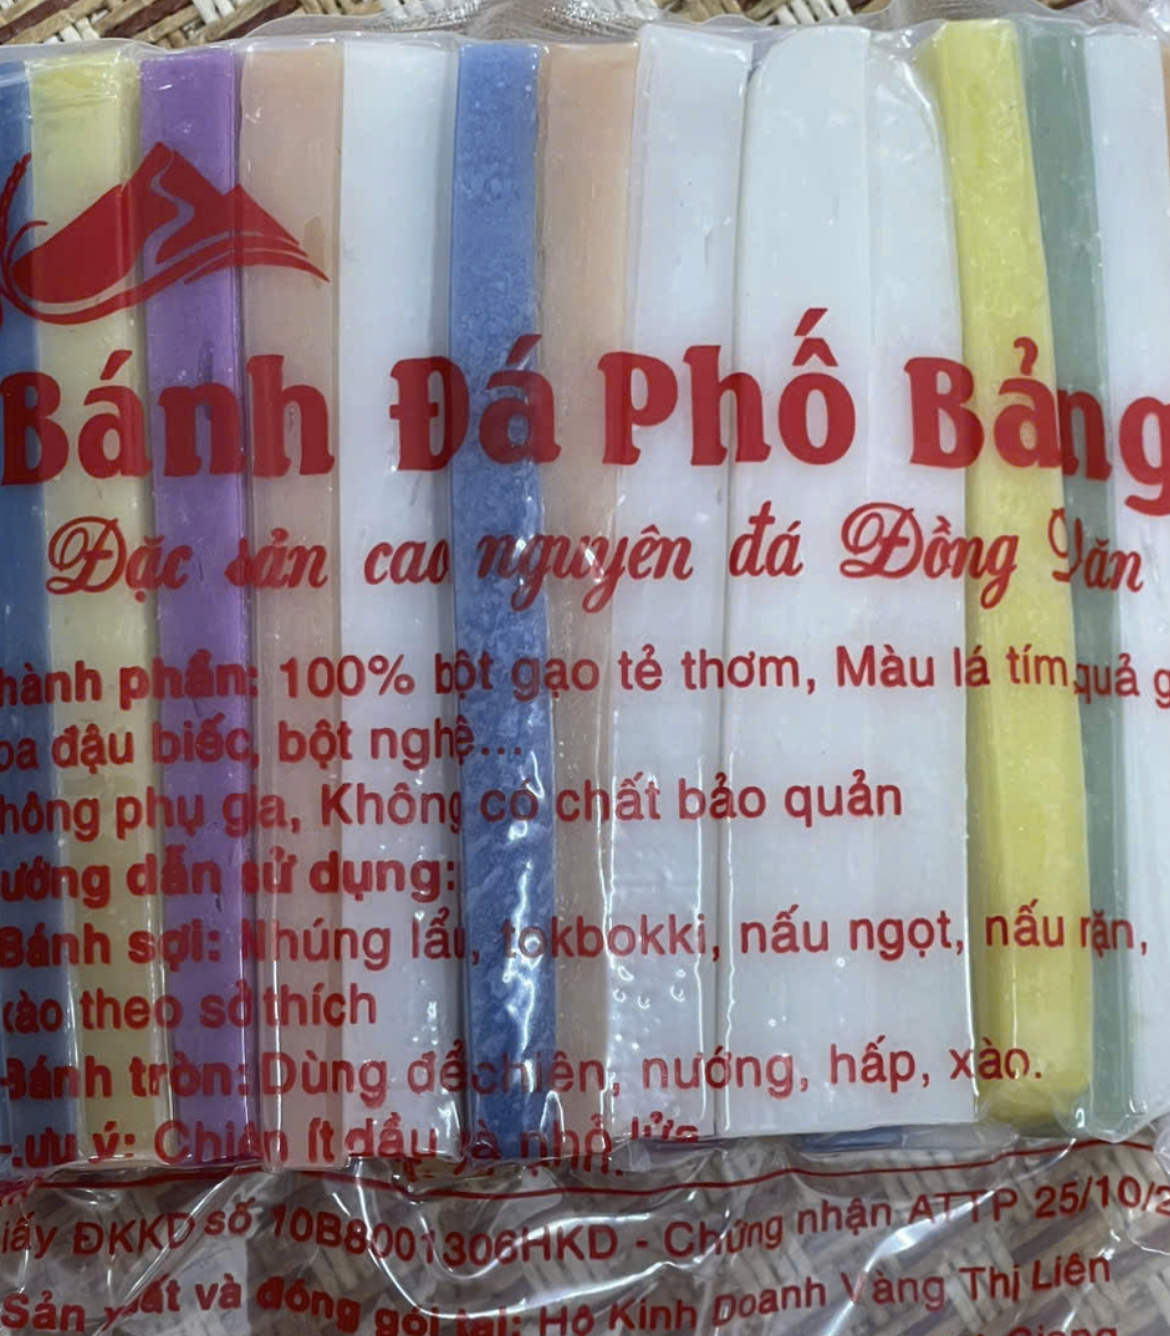 Bánh Đá Phố Bảng
Đặc sản cao nguyên đá Đồng Văn
hành phần: 100% bột gạo tẻ thơm, Màu lá tím, quả g
oa đậu biếc, bột nghệ...
hông phụ gia, Không có chất bảo quản
ướng dẫn sử dụng:
Bánh sợi: Nhúng lẩu, tokbokki, nấu ngọt, nấu rặn,
xào theo sở thích
Bánh tròn: Dùng để chiên, nướng, hấp, xào.
Lưu ý: Chiên ít dầu và nhỏ lửa
iấy ĐKKD số 10B8001306HKD - Chứng nhận ATTP 25/10/2
Sản xuất và đóng gói tại: Hộ Kinh Doanh Vàng Thị Liên
Giang